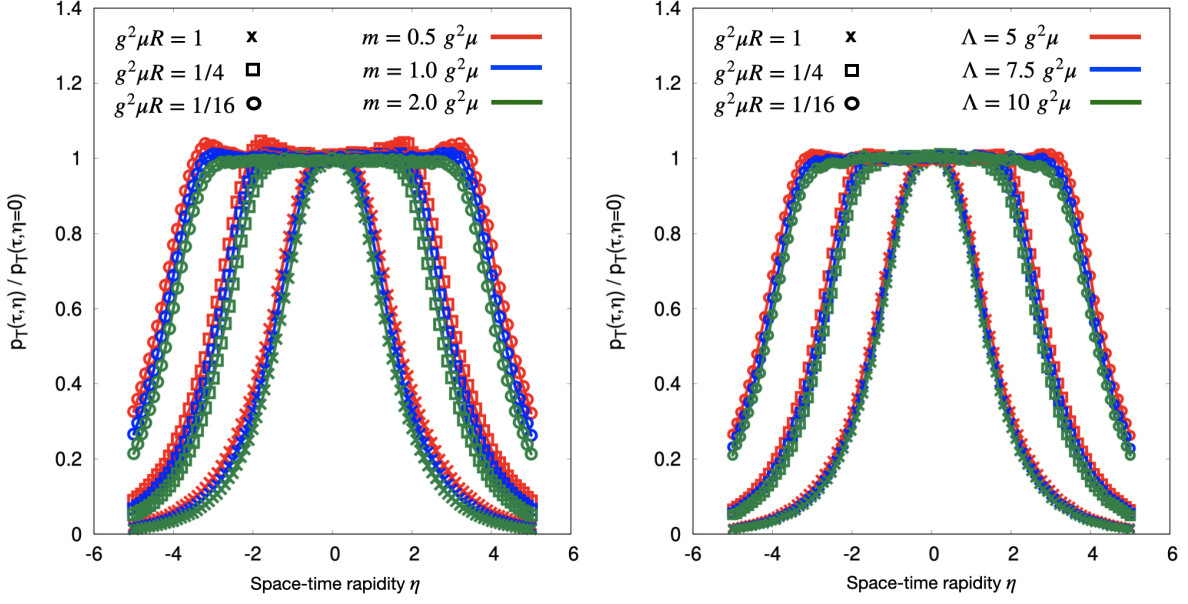 1.4
1.2
1
0.8
0.6
0.4
0.2
0
-6
-4
-2
0
2
4
6
p_T(τ,η) / p_T(τ,η=0)
Space-time rapidity η
g²μR = 1 ×
g²μR = 1/4 □
g²μR = 1/16 ○
m = 0.5 g²μ
m = 1.0 g²μ
m = 2.0 g²μ
1.4
1.2
1
0.8
0.6
0.4
0.2
0
-6
-4
-2
0
2
4
6
p_T(τ,η) / p_T(τ,η=0)
Space-time rapidity η
g²μR = 1 ×
g²μR = 1/4 □
g²μR = 1/16 ○
Λ = 5 g²μ
Λ = 7.5 g²μ
Λ = 10 g²μ